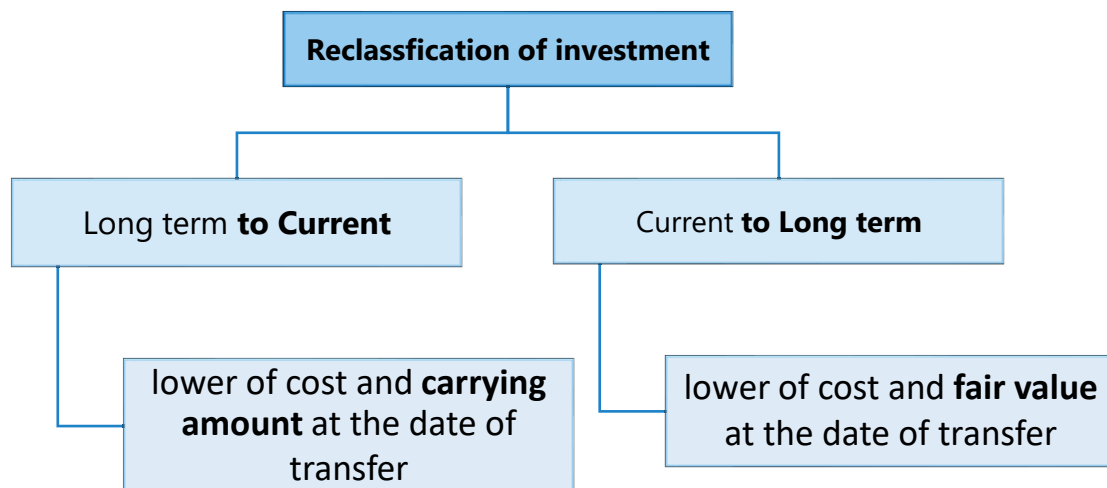 Reclassfication of investment
Long term to Current
Current to Long term
lower of cost and carrying
amount at the date of
transfer
lower of cost and fair value
at the date of transfer